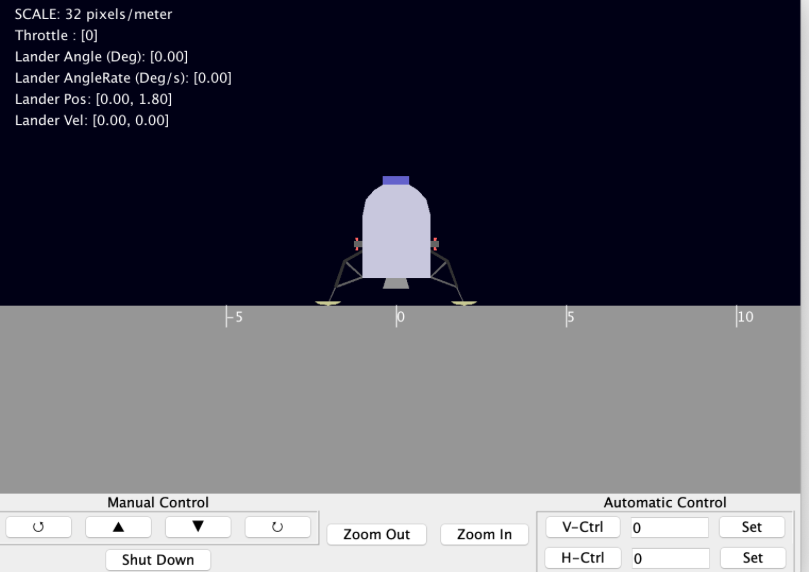 SCALE: 32 pixels/meter
Throttle : [0]
Lander Angle (Deg): [0.00]
Lander AngleRate (Deg/s): [0.00]
Lander Pos: [0.00, 1.80]
Lander Vel: [0.00, 0.00]
-5 0 5 10
Manual Control
Automatic Control
↺ ▲ ▼ ↻
Zoom Out
Zoom In
V-Ctrl 0 Set
Shut Down
H-Ctrl 0 Set